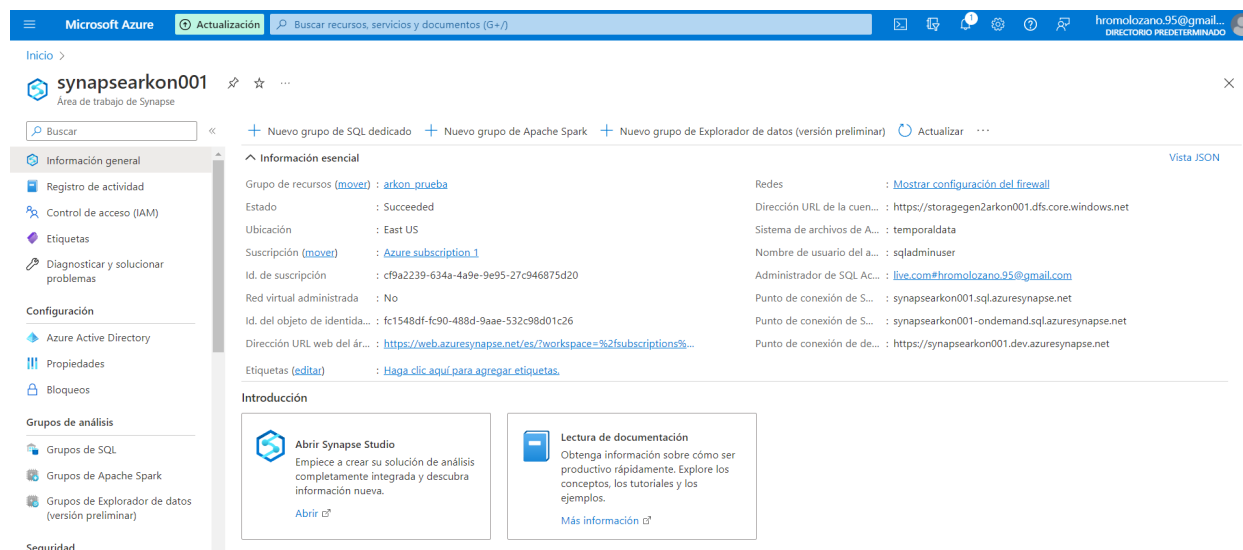 Microsoft Azure
Actualización
Buscar recursos, servicios y documentos (G+/)
1
hromolozano.95@gmail...
DIRECTORIO PREDETERMINADO
Inicio >
synapsearkon001
Área de trabajo de Synapse
Buscar
Información general
Registro de actividad
Control de acceso (IAM)
Etiquetas
Diagnosticar y solucionar
problemas
Configuración
Azure Active Directory
Propiedades
Bloqueos
Grupos de análisis
Grupos de SQL
Grupos de Apache Spark
Grupos de Explorador de datos
(versión preliminar)
Seguridad
Nuevo grupo de SQL dedicado
Nuevo grupo de Apache Spark
Nuevo grupo de Explorador de datos (versión preliminar)
Actualizar
Información esencial
Vista JSON
Grupo de recursos (mover) : arkon_prueba
Estado : Succeeded
Ubicación : East US
Suscripción (mover) : Azure subscription 1
Id. de suscripción : cf9a2239-634a-4a9e-9e95-27c946875d20
Red virtual administrada : No
Id. del objeto de identida... : fc1548df-fc90-488d-9aae-532c98d01c26
Dirección URL web del ár... : https://web.azuresynapse.net/es/?workspace=%2fsubscriptions%...
Etiquetas (editar) : Haga clic aquí para agregar etiquetas.
Redes : Mostrar configuración del firewall
Dirección URL de la cuen... : https://storagegen2arkon001.dfs.core.windows.net
Sistema de archivos de A... : temporaldata
Nombre de usuario del a... : sqladminuser
Administrador de SQL Ac... : live.com#hromolozano.95@gmail.com
Punto de conexión de S... : synapsearkon001.sql.azuresynapse.net
Punto de conexión de S... : synapsearkon001-ondemand.sql.azuresynapse.net
Punto de conexión de de... : https://synapsearkon001.dev.azuresynapse.net
Introducción
Abrir Synapse Studio
Empiece a crear su solución de análisis
completamente integrada y descubra
información nueva.
Abrir
Lectura de documentación
Obtenga información sobre cómo ser
productivo rápidamente. Explore los
conceptos, los tutoriales y los
ejemplos.
Más información